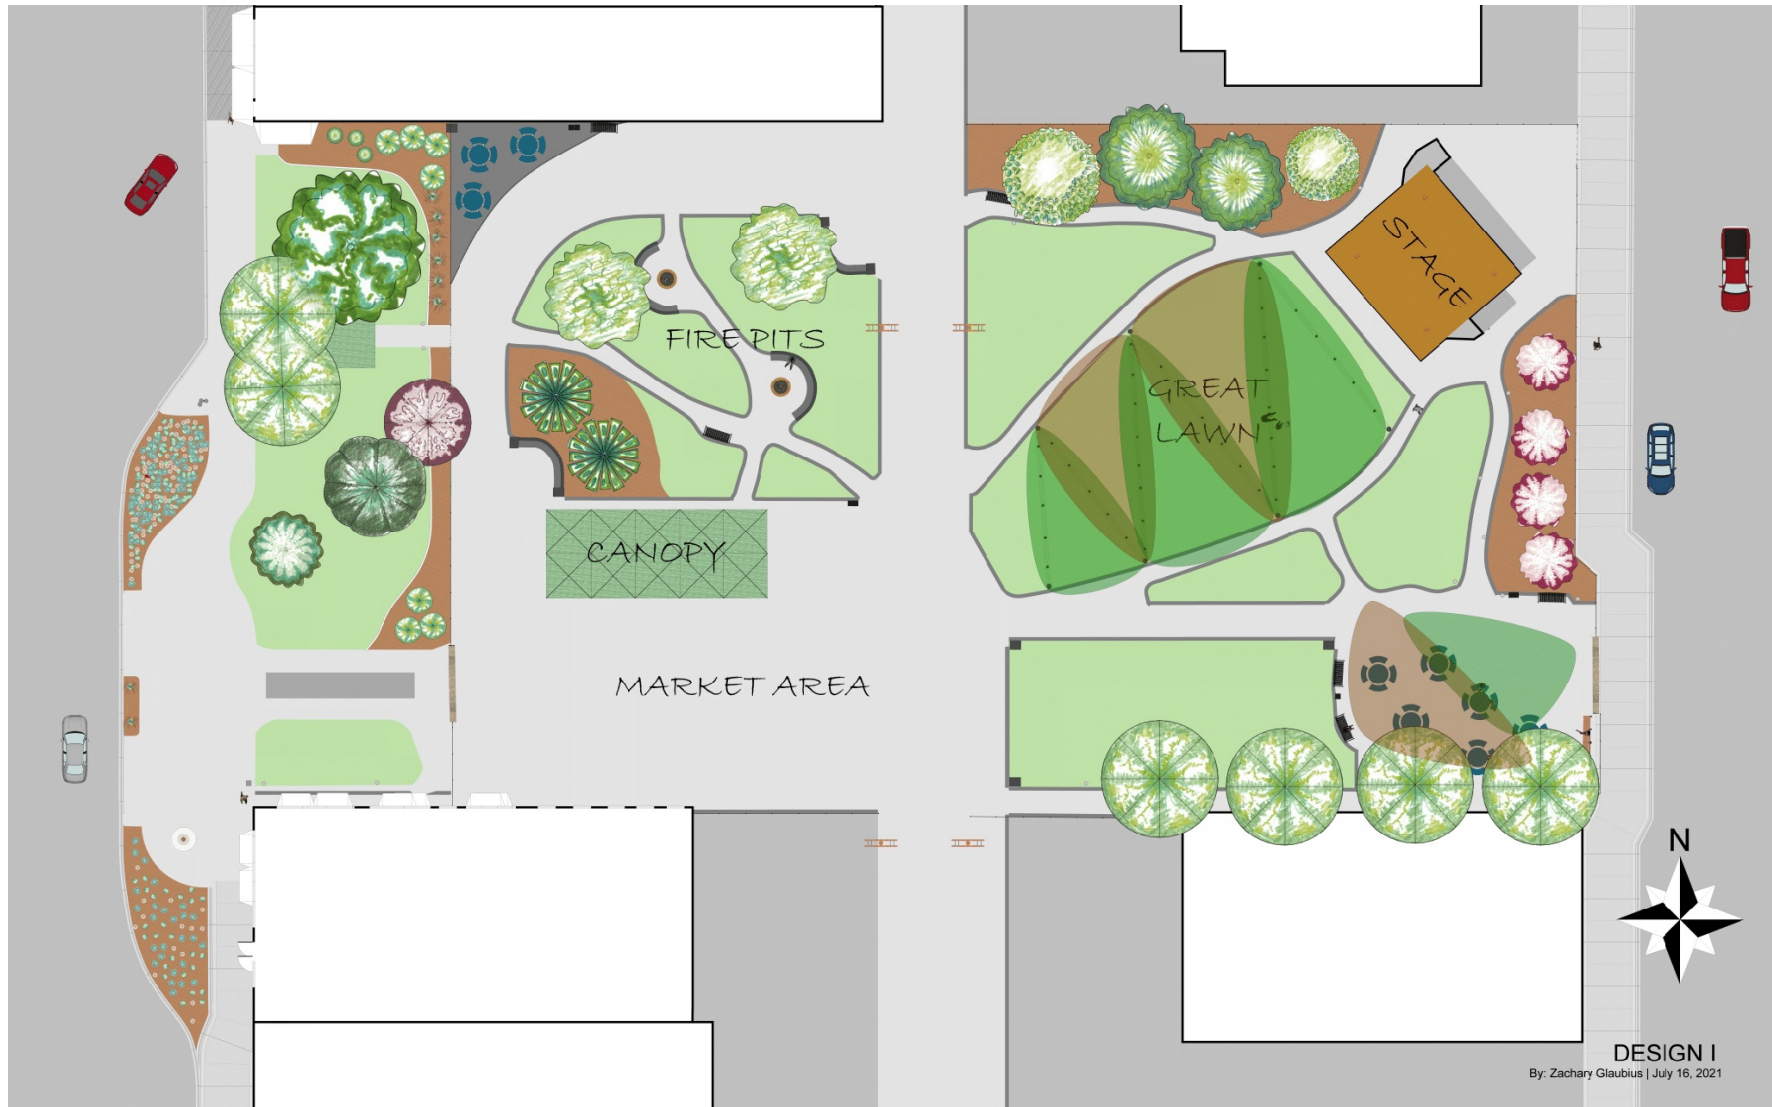 STAGE
FIRE PITS
GREAT
LAWN
CANOPY
MARKET AREA
N
DESIGN I
By: Zachary Glaubius | July 16, 2021